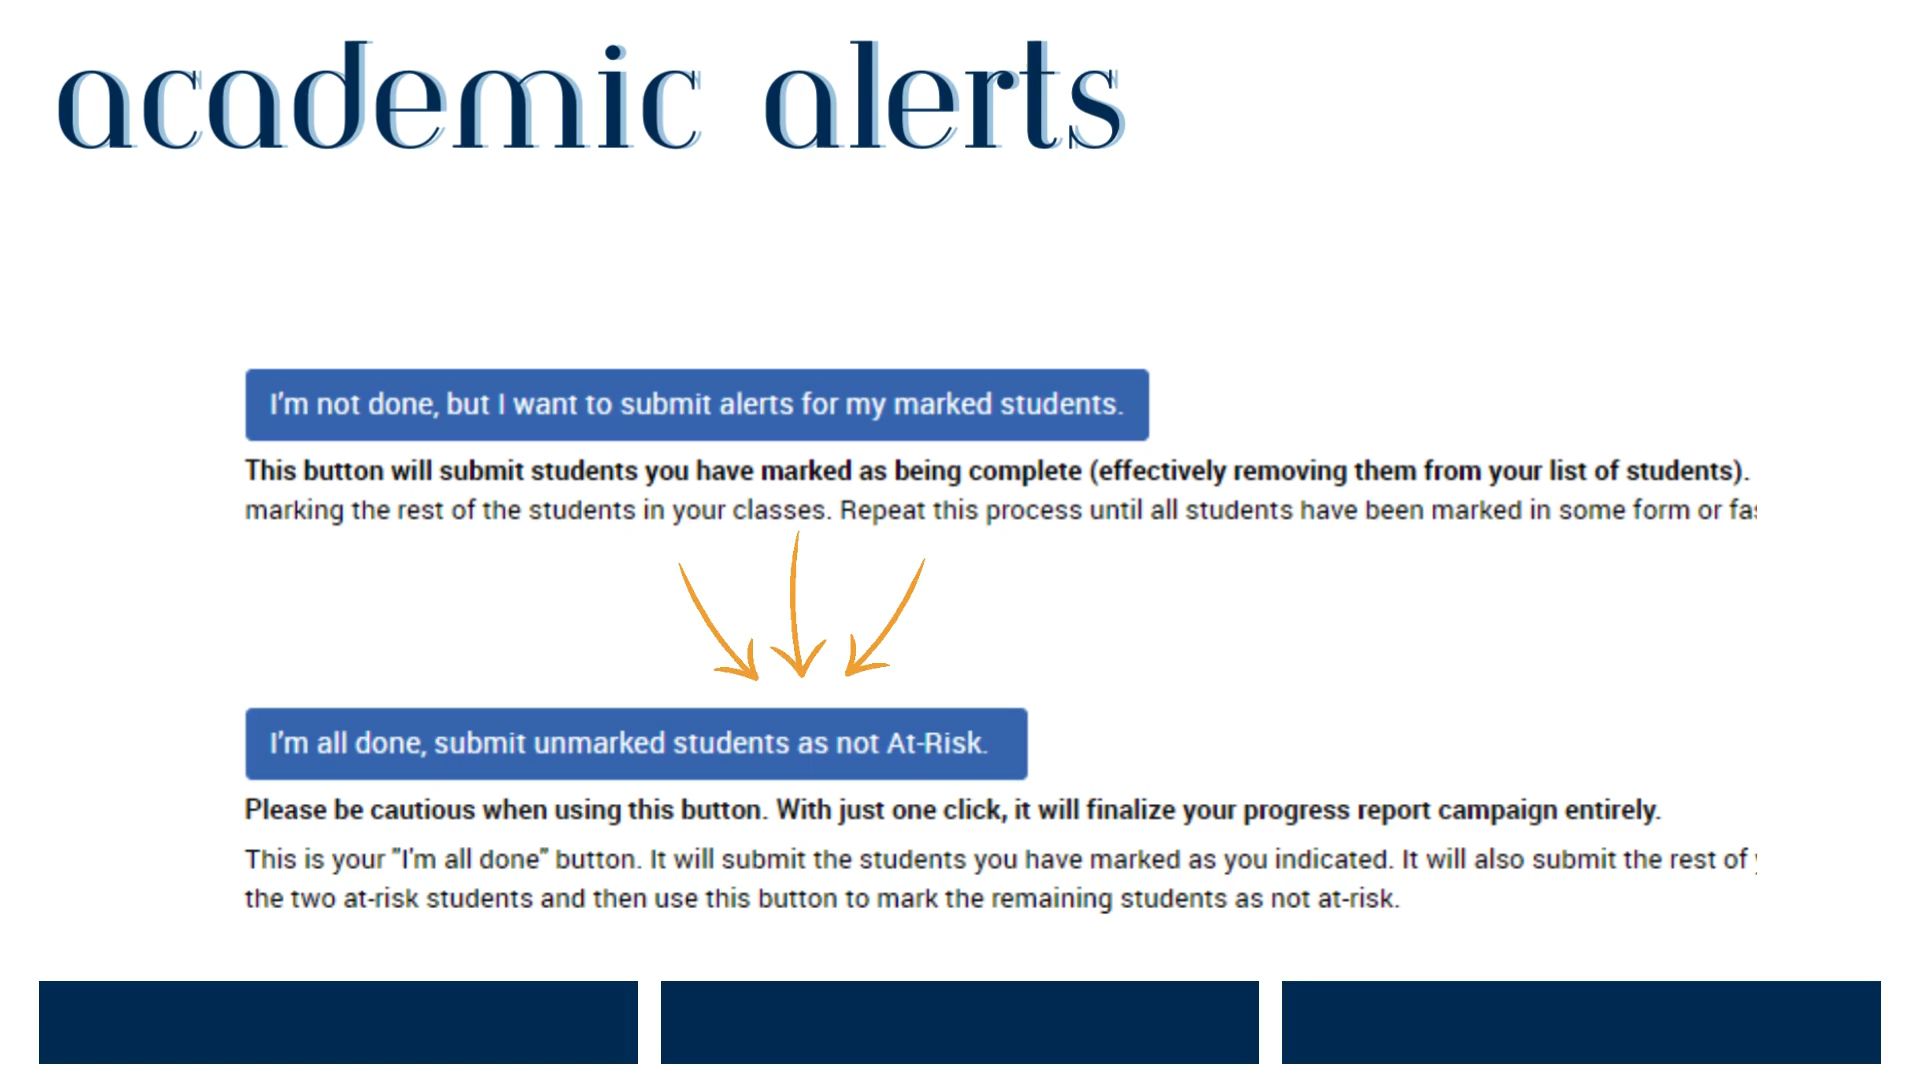 academic alerts
I'm not done, but I want to submit alerts for my marked students.
This button will submit students you have marked as being complete (effectively removing them from your list of students).
marking the rest of the students in your classes. Repeat this process until all students have been marked in some form or
I'm all done, submit unmarked students as not At-Risk.
Please be cautious when using this button. With just one click, it will finalize your progress report campaign entirely.
This is your "I'm all done" button. It will submit the students you have marked as you indicated. It will also submit the rest of
the two at-risk students and then use this button to mark the remaining students as not at-risk.